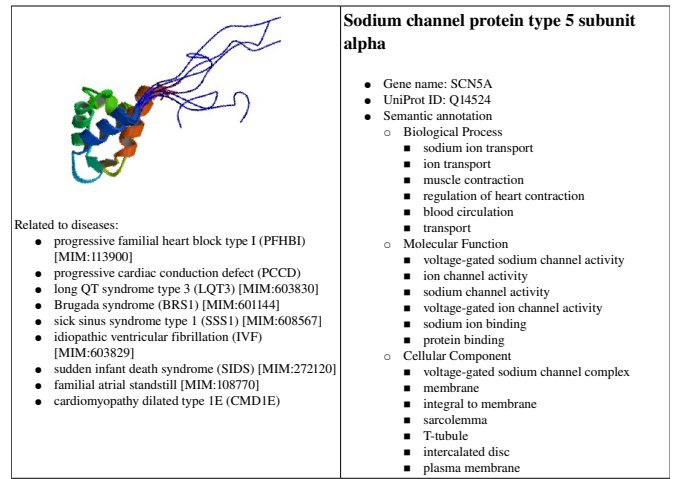 Related to diseases:
● progressive familial heart block type I (PFHBI)
[MIM:113900]
● progressive cardiac conduction defect (PCCD)
● long QT syndrome type 3 (LQT3) [MIM:603830]
● Brugada syndrome (BRS1) [MIM:601144]
● sick sinus syndrome type 1 (SSS1) [MIM:608567]
● idiopathic ventricular fibrillation (IVF)
[MIM:603829]
● sudden infant death syndrome (SIDS) [MIM:272120]
● familial atrial standstill [MIM:108770]
● cardiomyopathy dilated type 1E (CMD1E)
Sodium channel protein type 5 subunit
alpha
● Gene name: SCN5A
● UniProt ID: Q14524
● Semantic annotation
○ Biological Process
■ sodium ion transport
■ ion transport
■ muscle contraction
■ regulation of heart contraction
■ blood circulation
■ transport
○ Molecular Function
■ voltage-gated sodium channel activity
■ ion channel activity
■ sodium channel activity
■ voltage-gated ion channel activity
■ sodium ion binding
■ protein binding
○ Cellular Component
■ voltage-gated sodium channel complex
■ membrane
■ integral to membrane
■ sarcolemma
■ T-tubule
■ intercalated disc
■ plasma membrane